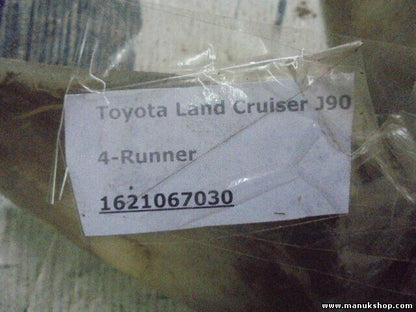 Toyota Land Cruiser J90
4-Runner
1621067030
www.manukshop.com